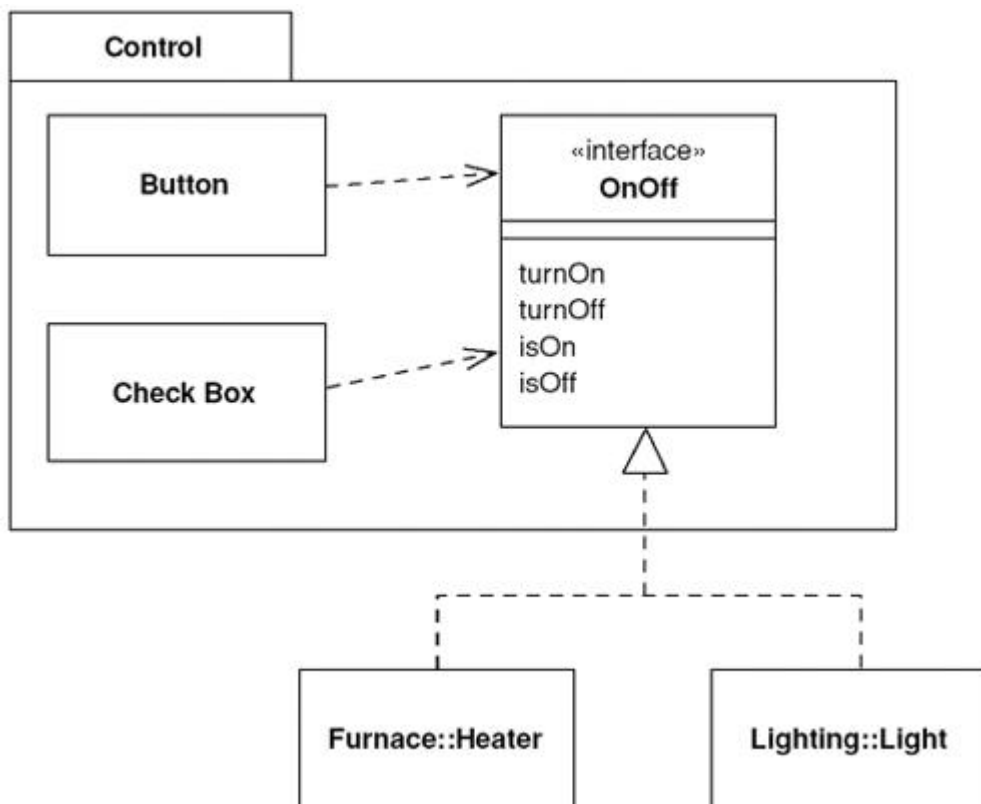 Control
Button
«interface»
OnOff
turnOn
turnOff
isOn
isOff
Check Box
Furnace::Heater
Lighting::Light